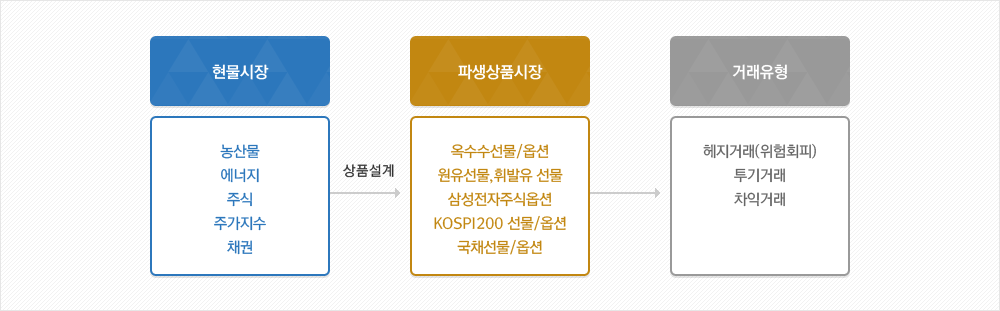 현물시장
농산물
에너지
주식
주가지수
채권
상품설계
파생상품시장
옥수수선물/옵션
원유선물,휘발유 선물
삼성전자주식옵션
KOSPI200 선물/옵션
국채선물/옵션
거래유형
헤지거래(위험회피)
투기거래
차익거래